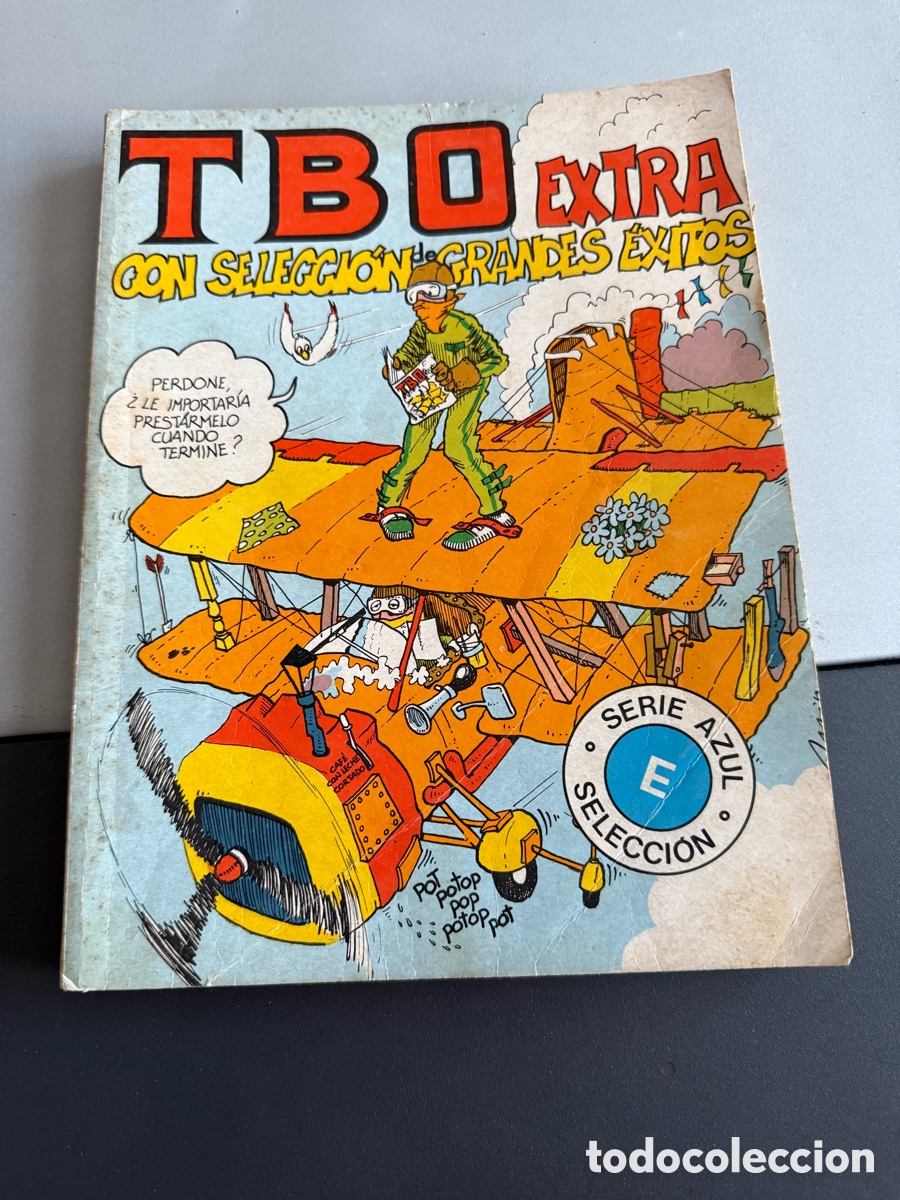 TBO EXTRA
CON SELECCIÓN de GRANDES ÉXITOS
PERDONE,
¿LE IMPORTARÍA
PRESTÁRMELO
CUANDO
TERMINE?
TBO
CAFÉ
CON LECHE
CORTADO
SERIE AZUL
E
SELECCIÓN
POT
POTOP
POP
POTOP POT
todocoleccion